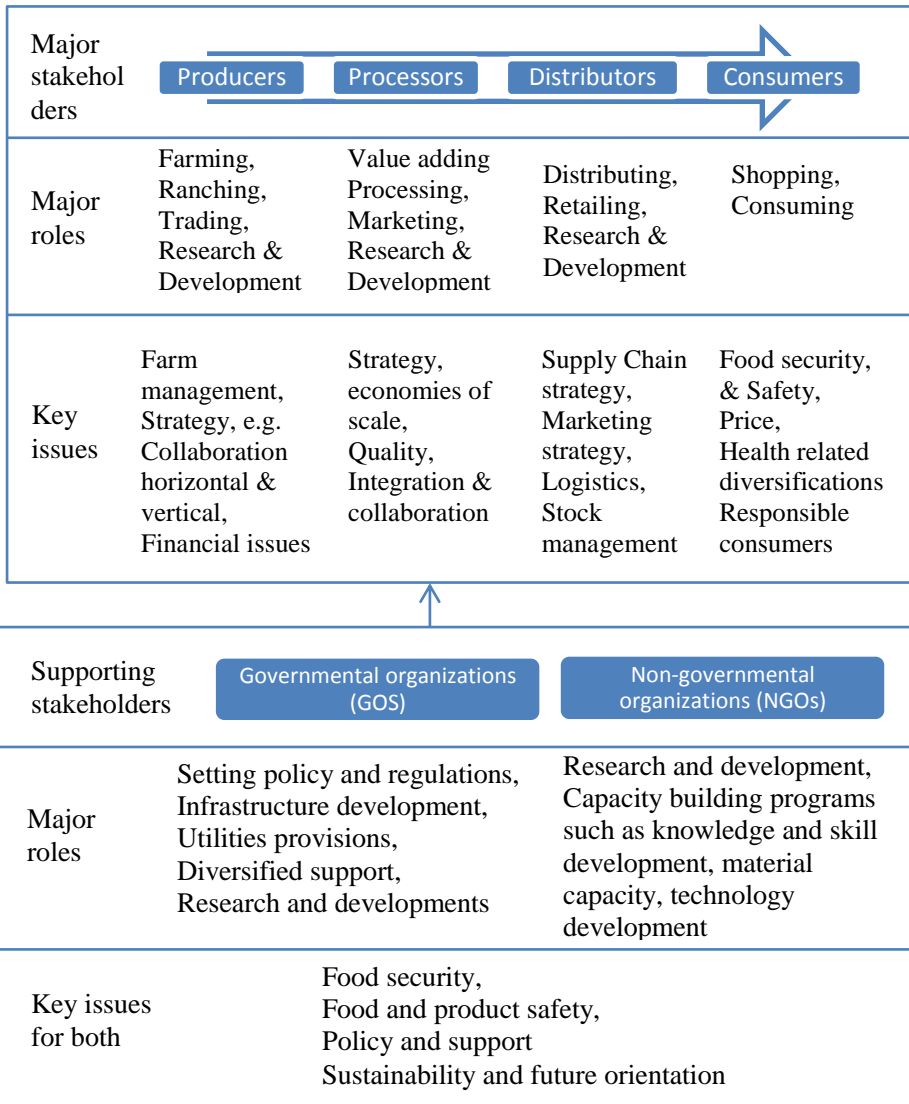 Major
stakehol
ders
Producers
Processors
Distributors
Consumers
Major
roles
Farming,
Ranching,
Trading,
Research &
Development
Value adding
Processing,
Marketing,
Research &
Development
Distributing,
Retailing,
Research &
Development
Shopping,
Consuming
Key
issues
Farm
management,
Strategy, e.g.
Collaboration
horizontal &
vertical,
Financial issues
Strategy,
economies of
scale,
Quality,
Integration &
collaboration
Supply Chain
strategy,
Marketing
strategy,
Logistics,
Stock
management
Food security,
& Safety,
Price,
Health related
diversifications
Responsible
consumers
Supporting
stakeholders
Governmental organizations
(GOS)
Non-governmental
organizations (NGOs)
Major
roles
Setting policy and regulations,
Infrastructure development,
Utilities provisions,
Diversified support,
Research and developments
Research and development,
Capacity building programs
such as knowledge and skill
development, material
capacity, technology
development
Key issues
for both
Food security,
Food and product safety,
Policy and support
Sustainability and future orientation